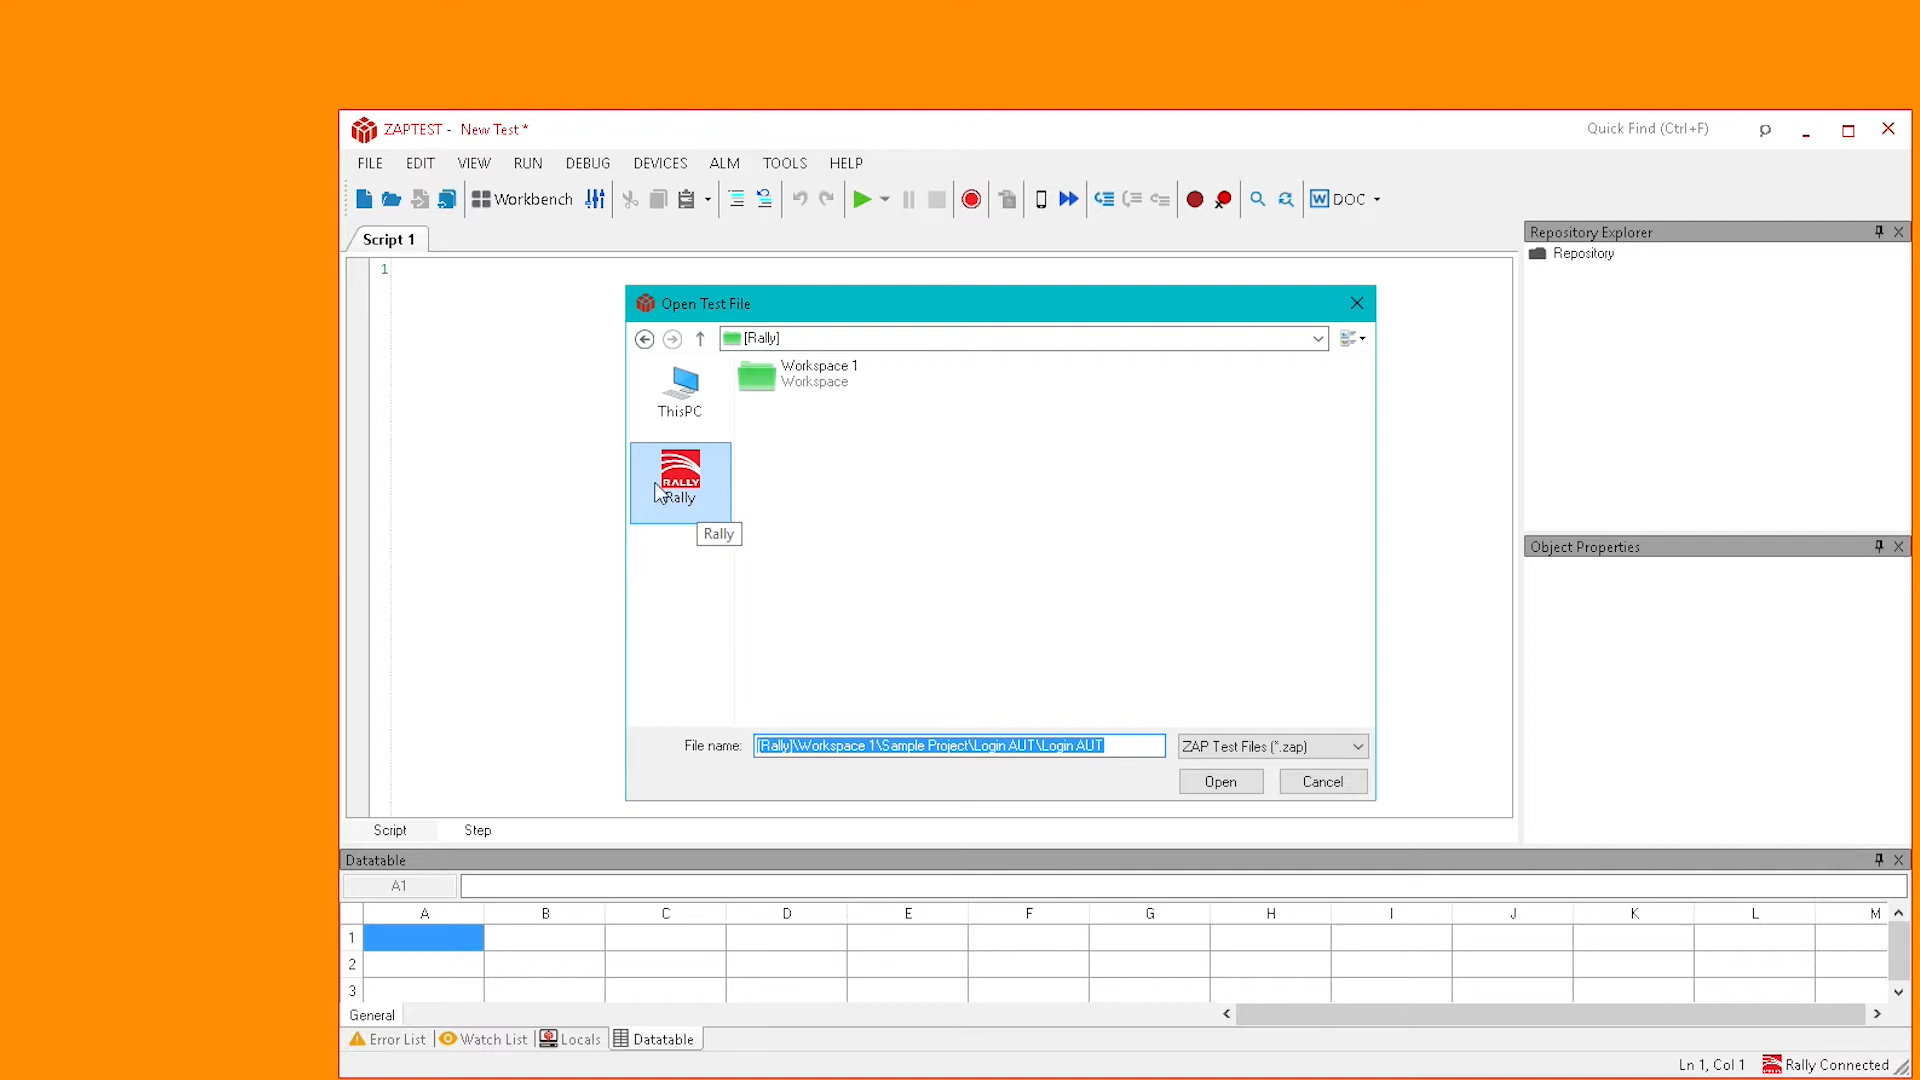 ZAPTEST - New Test *
Quick Find (Ctrl+F)
FILE EDIT VIEW RUN DEBUG DEVICES ALM TOOLS HELP
Workbench
W DOC
Script 1
1
Repository Explorer
Repository
Open Test File
[Rally]
ThisPC
Workspace 1
Workspace
RALLY
Rally
Rally
File name: [Rally]\Workspace 1\Sample Project\Login AUT\Login AUT
ZAP Test Files (*.zap)
Open Cancel
Object Properties
Script Step
Datatable
A1
A B C D E F G H I J K L M
1
2
3
General
Error List Watch List Locals Datatable
Ln 1, Col 1 Rally Connected